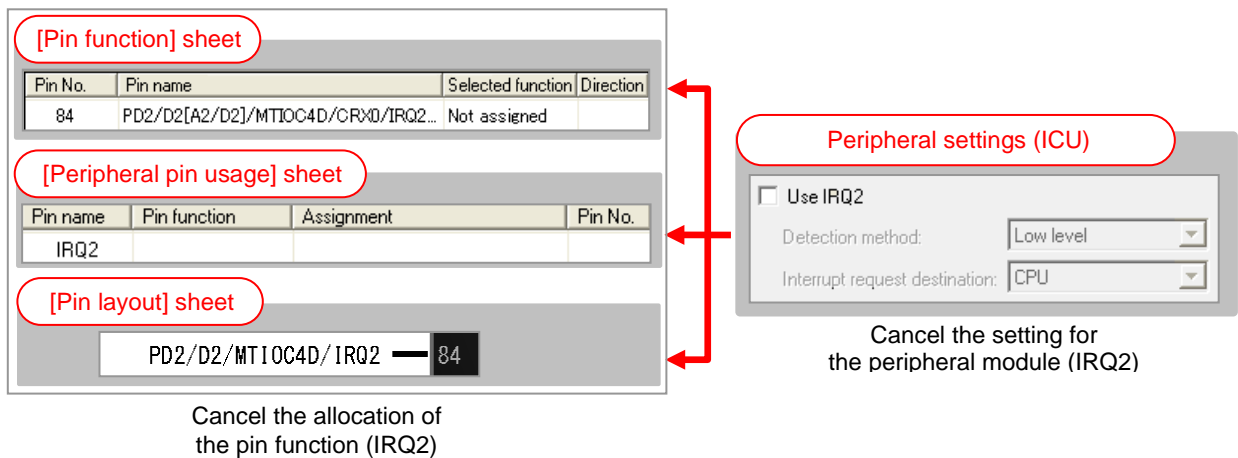 [Pin function] sheet
Pin No. Pin name Selected function Direction
84 PD2/D2[A2/D2]/MTIOC4D/CRX0/IRQ2... Not assigned
[Peripheral pin usage] sheet
Pin name Pin function Assignment Pin No.
IRQ2
[Pin layout] sheet
PD2/D2/MTIOC4D/IRQ2 84
Cancel the allocation of
the pin function (IRQ2)
Peripheral settings (ICU)
Use IRQ2
Detection method: Low level
Interrupt request destination: CPU
Cancel the setting for
the peripheral module (IRQ2)